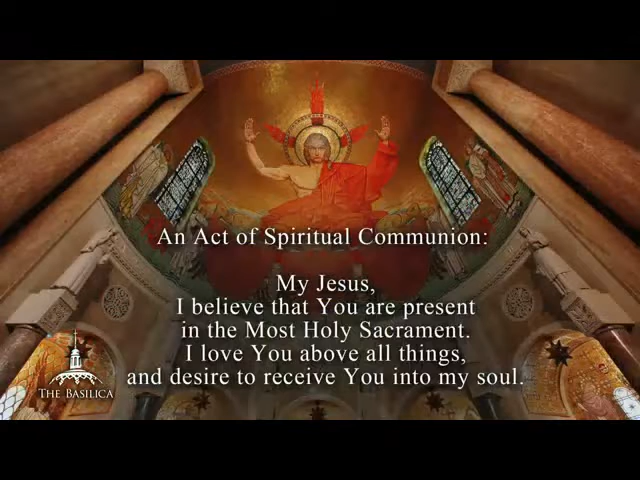 An Act of Spiritual Communion:
My Jesus,
I believe that You are present
in the Most Holy Sacrament.
I love You above all things,
and desire to receive You into my soul.
THE BASILICA